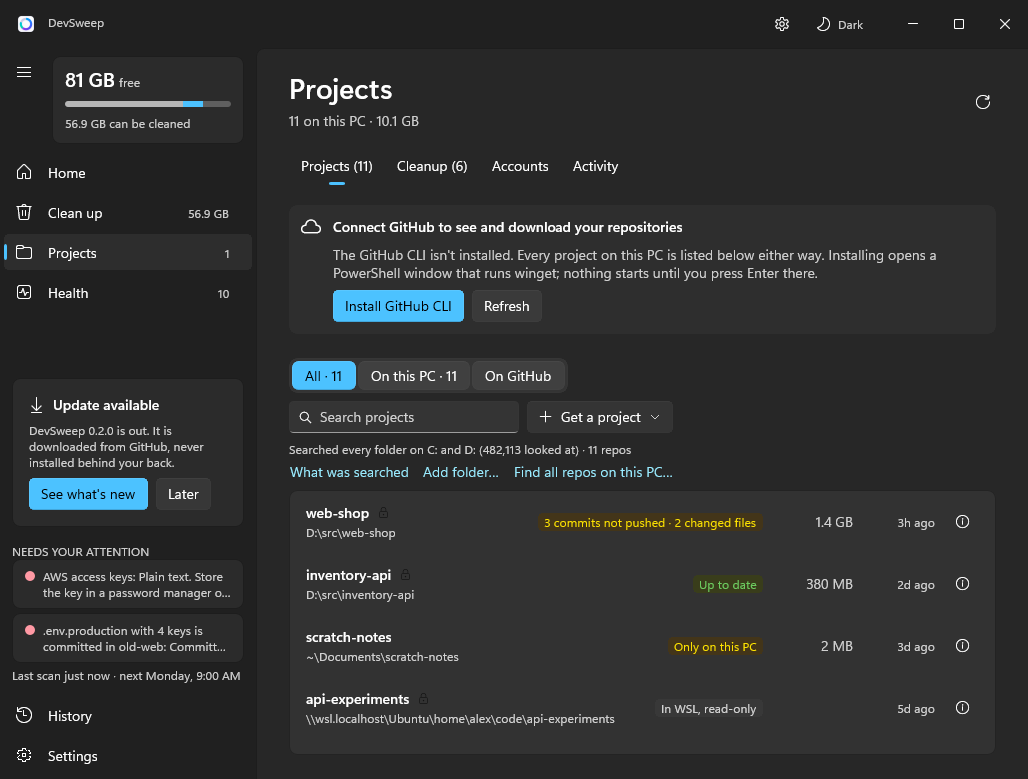 DevSweep
Dark
81 GB free
56.9 GB can be cleaned
Home
Clean up 56.9 GB
Projects 1
Health 10
Update available
DevSweep 0.2.0 is out. It is
downloaded from GitHub, never
installed behind your back.
See what's new Later
NEEDS YOUR ATTENTION
AWS access keys: Plain text. Store
the key in a password manager o...
.env.production with 4 keys is
committed in old-web: Committ...
Last scan just now · next Monday, 9:00 AM
History
Settings
Projects
11 on this PC · 10.1 GB
Projects (11) Cleanup (6) Accounts Activity
Connect GitHub to see and download your repositories
The GitHub CLI isn't installed. Every project on this PC is listed below either way. Installing opens a
PowerShell window that runs winget; nothing starts until you press Enter there.
Install GitHub CLI Refresh
All · 11 On this PC · 11 On GitHub
Search projects Get a project
Searched every folder on C: and D: (482,113 looked at) · 11 repos
What was searched Add folder... Find all repos on this PC...
web-shop 3 commits not pushed · 2 changed files 1.4 GB 3h ago
D:\src\web-shop
inventory-api Up to date 380 MB 2d ago
D:\src\inventory-api
scratch-notes Only on this PC 2 MB 3d ago
~\Documents\scratch-notes
api-experiments In WSL, read-only 5d ago
\\wsl.localhost\Ubuntu\home\alex\code\api-experiments